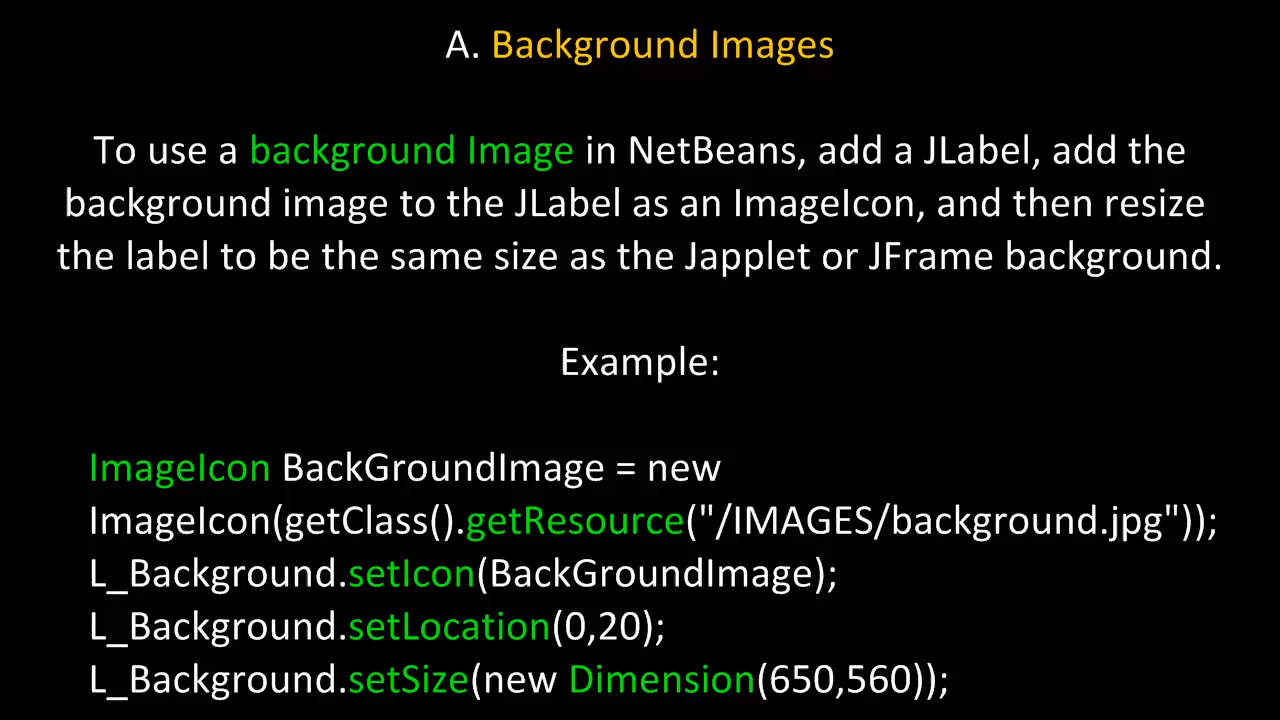 A. Background Images
To use a background Image in NetBeans, add a JLabel, add the
background image to the JLabel as an ImageIcon, and then resize
the label to be the same size as the Japplet or JFrame background.
Example:
ImageIcon BackGroundImage = new
ImageIcon(getClass().getResource("/IMAGES/background.jpg"));
L_Background.setIcon(BackGroundImage);
L_Background.setLocation(0,20);
L_Background.setSize(new Dimension(650,560));